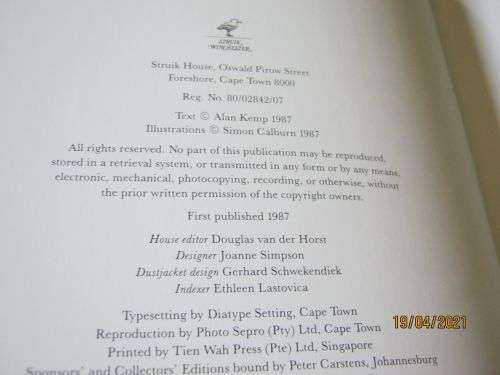 STRUIK
WINCHESTER
Struik House, Oswald Pirow Street
Foreshore, Cape Town 8000
Reg. No. 80/02842/07
Text © Alan Kemp 1987
Illustrations © Simon Calburn 1987
All rights reserved. No part of this publication may be reproduced,
stored in a retrieval system, or transmitted in any form or by any means,
electronic, mechanical, photocopying, recording, or otherwise, without
the prior written permission of the copyright owners.
First published 1987
House editor Douglas van der Horst
Designer Joanne Simpson
Dustjacket design Gerhard Schwekendiek
Indexer Ethleen Lastovica
Typesetting by Diatype Setting, Cape Town
Reproduction by Photo Sepro (Pty) Ltd, Cape Town
Printed by Tien Wah Press (Pte) Ltd, Singapore
Sponsors' and Collectors' Editions bound by Peter Carstens, Johannesburg
19/04/2021